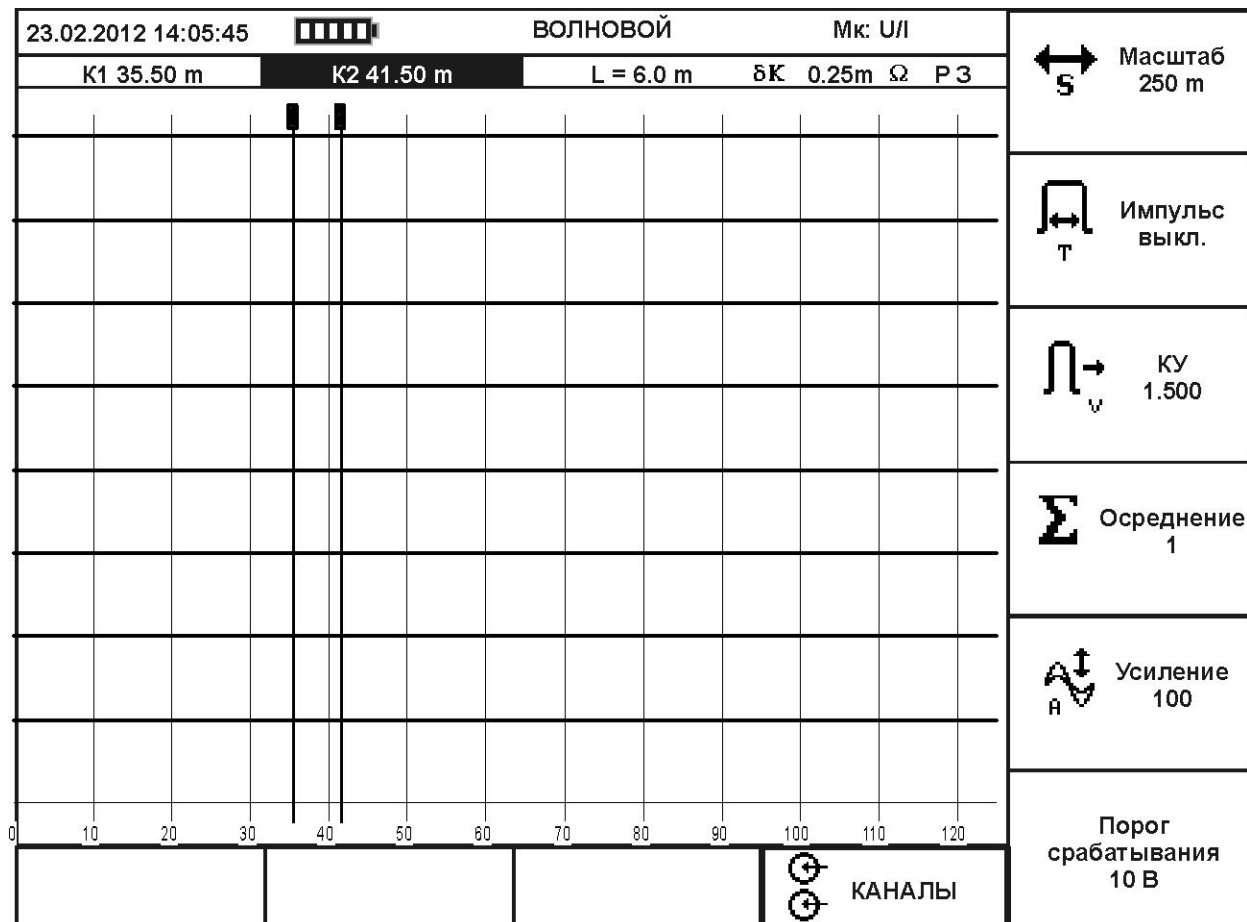 23.02.2012 14:05:45 ВОЛНОВОЙ Мк: U/I
К1 35.50 m К2 41.50 m L = 6.0 m δK 0.25m Ω Р З
S Масштаб
250 m
T Импульс
выкл.
V КУ
1.500
Σ Осреднение
1
A Усиление
100
Порог
срабатывания
10 В
0 10 20 30 40 50 60 70 80 90 100 110 120
КАНАЛЫ